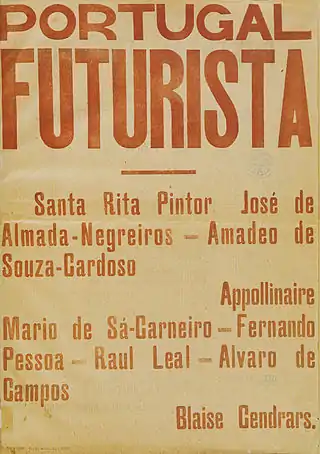 PORTUGAL
FUTURISTA
Santa Rita Pintor José de
Almada-Negreiros — Amadeo de
Souza-Cardoso
Appollinaire
Mario de Sá-Carneiro — Fernando
Pessoa — Raul Leal — Alvaro de
Campos
Blaise Cendrars.